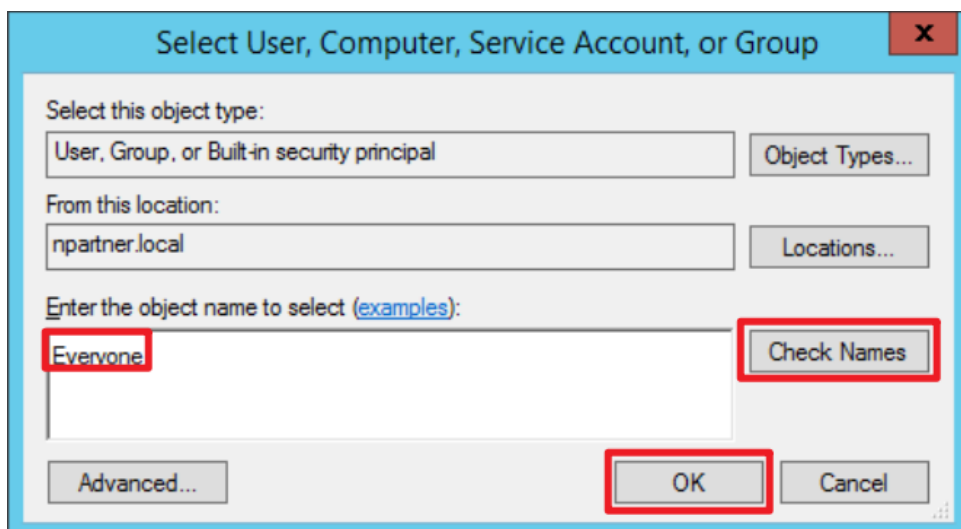 Select User, Computer, Service Account, or Group
x
Select this object type:
User, Group, or Built-in security principal
Object Types...
From this location:
npartner.local
Locations...
Enter the object name to select (examples):
Everyone
Check Names
Advanced...
OK
Cancel